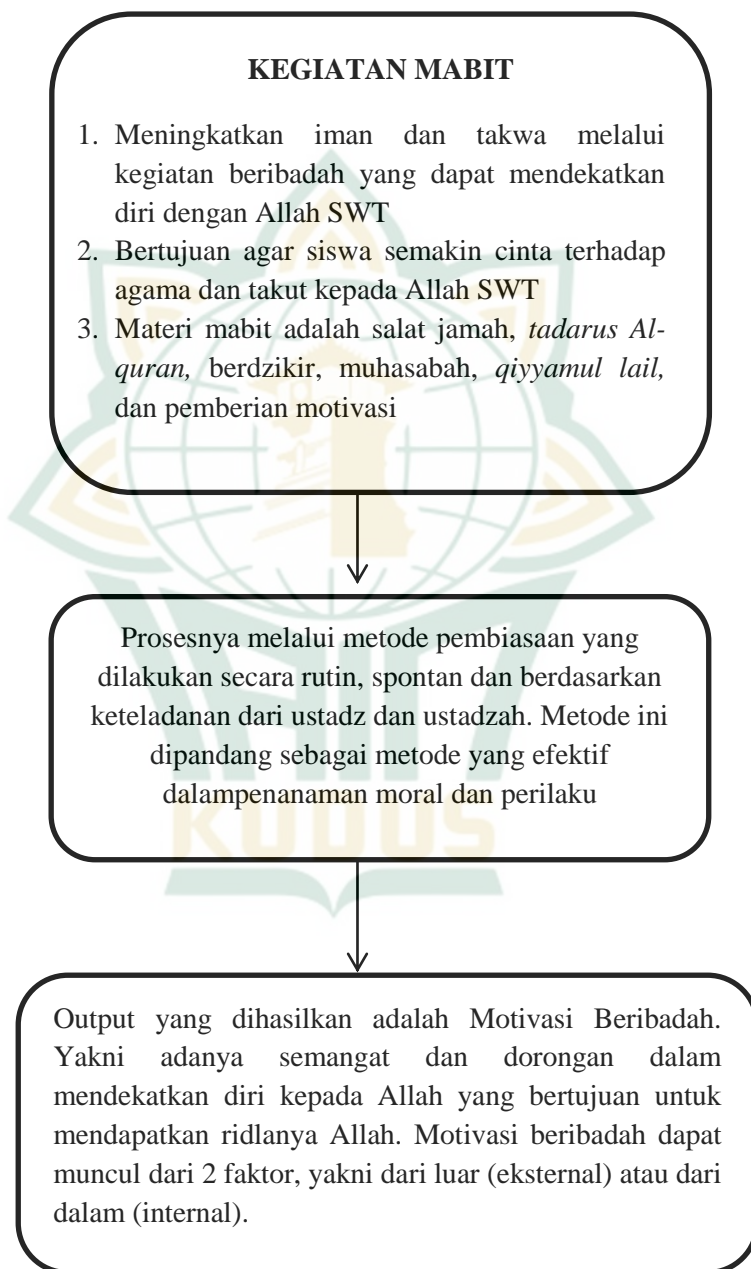 KEGIATAN MABIT
1. Meningkatkan iman dan takwa melalui
kegiatan beribadah yang dapat mendekatkan
diri dengan Allah SWT
2. Bertujuan agar siswa semakin cinta terhadap
agama dan takut kepada Allah SWT
3. Materi mabit adalah salat jamah, tadarus Al-
quran, berdzikir, muhasabah, qiyyamul lail,
dan pemberian motivasi
Prosesnya melalui metode pembiasaan yang
dilakukan secara rutin, spontan dan berdasarkan
keteladanan dari ustadz dan ustadzah. Metode ini
dipandang sebagai metode yang efektif
dalampenanaman moral dan perilaku
KUDUS
Output yang dihasilkan adalah Motivasi Beribadah.
Yakni adanya semangat dan dorongan dalam
mendekatkan diri kepada Allah yang bertujuan untuk
mendapatkan ridlanya Allah. Motivasi beribadah dapat
muncul dari 2 faktor, yakni dari luar (eksternal) atau dari
dalam (internal).